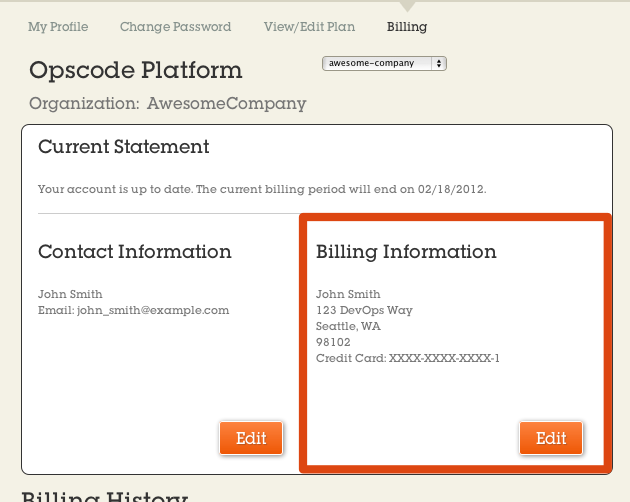 My Profile Change Password View/Edit Plan Billing
Opscode Platform awesome-company
Organization: AwesomeCompany
Current Statement
Your account is up to date. The current billing period will end on 02/18/2012.
Contact Information
John Smith
Email: john_smith@example.com
Edit
Billing Information
John Smith
123 DevOps Way
Seattle, WA
98102
Credit Card: XXXX-XXXX-XXXX-1
Edit
Billing History